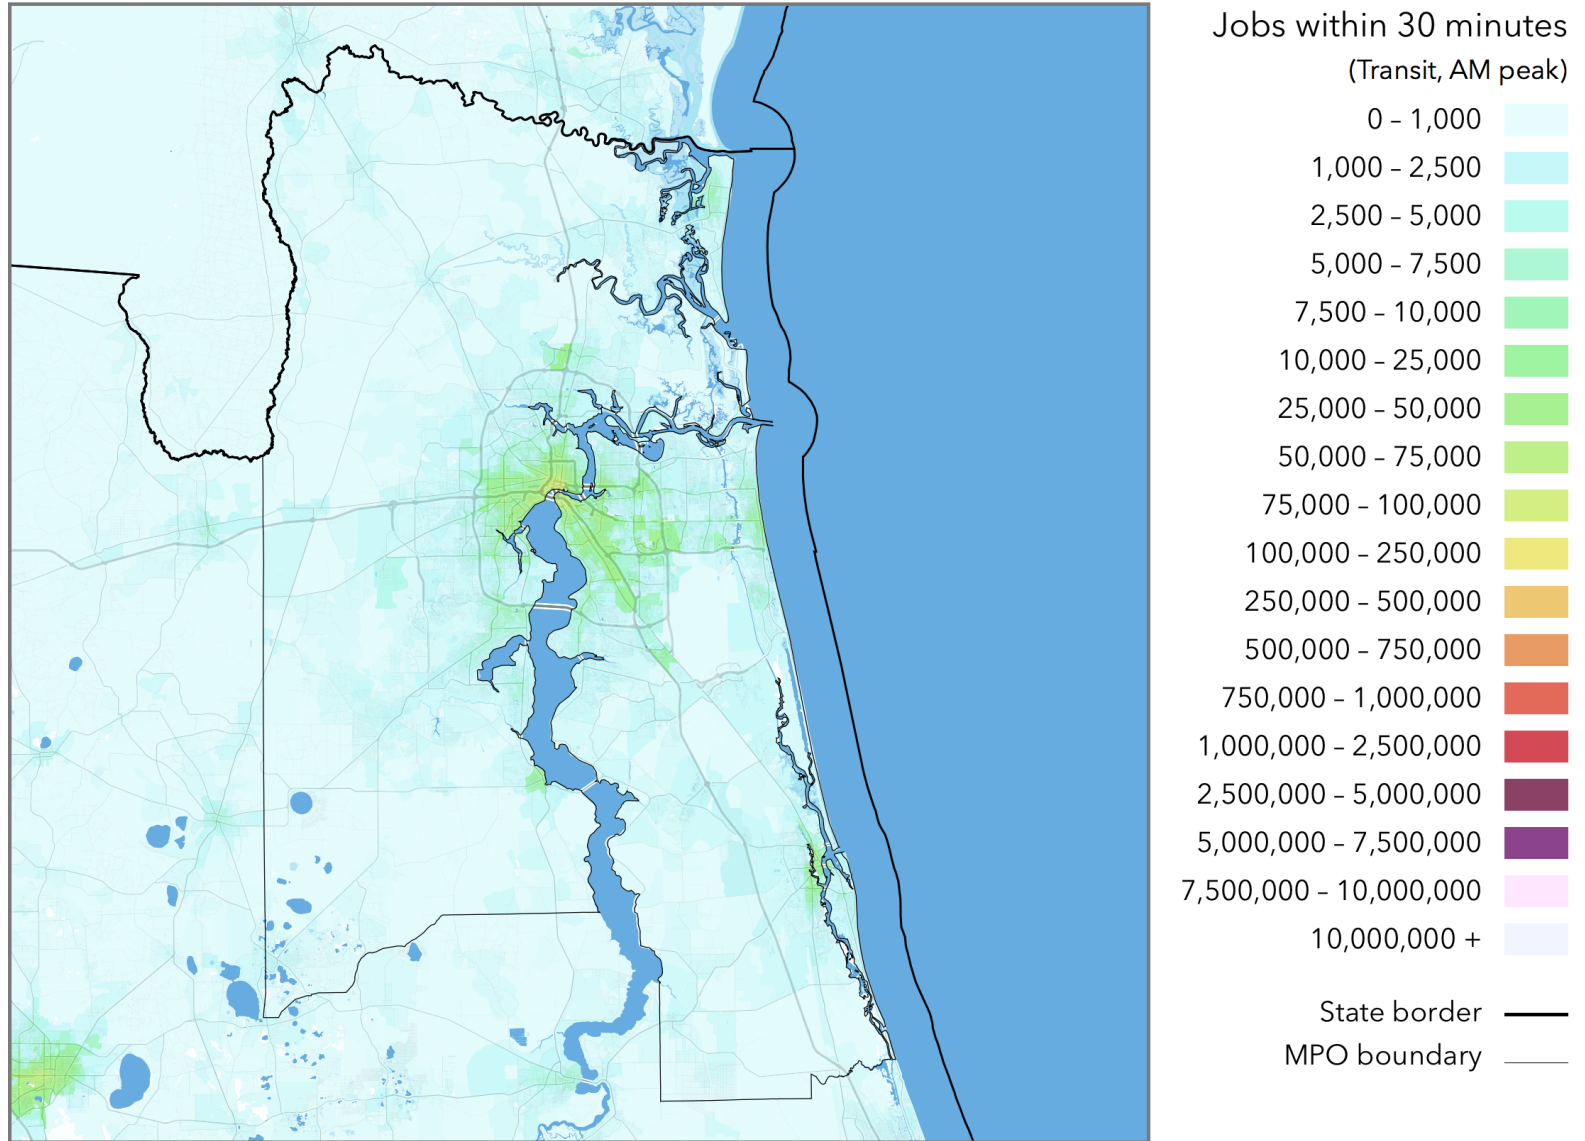 Jobs within 30 minutes
(Transit, AM peak)
0 – 1,000
1,000 – 2,500
2,500 – 5,000
5,000 – 7,500
7,500 – 10,000
10,000 – 25,000
25,000 – 50,000
50,000 – 75,000
75,000 – 100,000
100,000 – 250,000
250,000 – 500,000
500,000 – 750,000
750,000 – 1,000,000
1,000,000 – 2,500,000
2,500,000 – 5,000,000
5,000,000 – 7,500,000
7,500,000 – 10,000,000
10,000,000 +
State border
MPO boundary